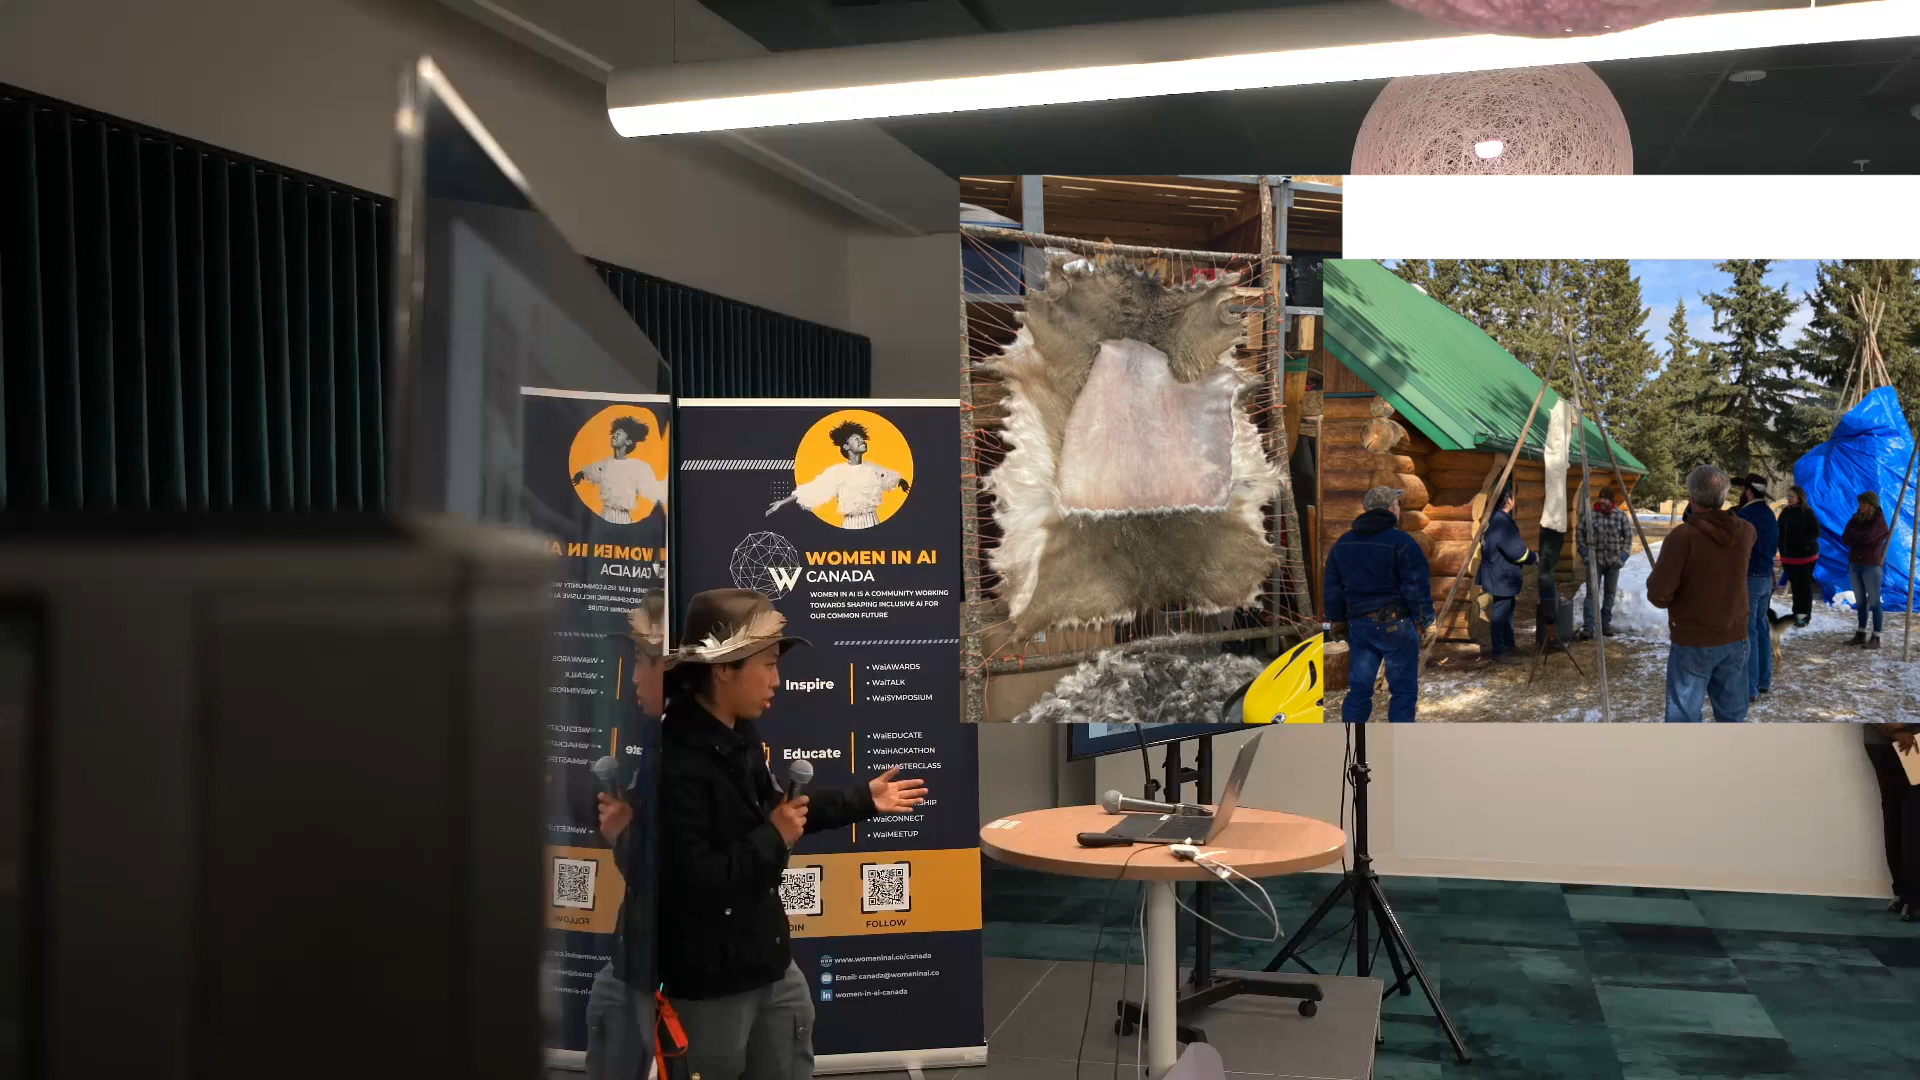 WOMEN IN AI
CANADA
WOMEN IN AI IS A COMMUNITY WORKING
TOWARDS SHAPING INCLUSIVE AI FOR
OUR COMMON FUTURE
Inspire
• WaiAWARDS
• WaiTALK
• WaiSYMPOSIUM
Educate
• WaiEDUCATE
• WaiHACKATHON
• WaiMASTERCLASS
• WaiCONNECT
• WaiMEETUP
FOLLOW
www.womeninai.co/canada
Email: canada@womeninai.co
women-in-ai-canada